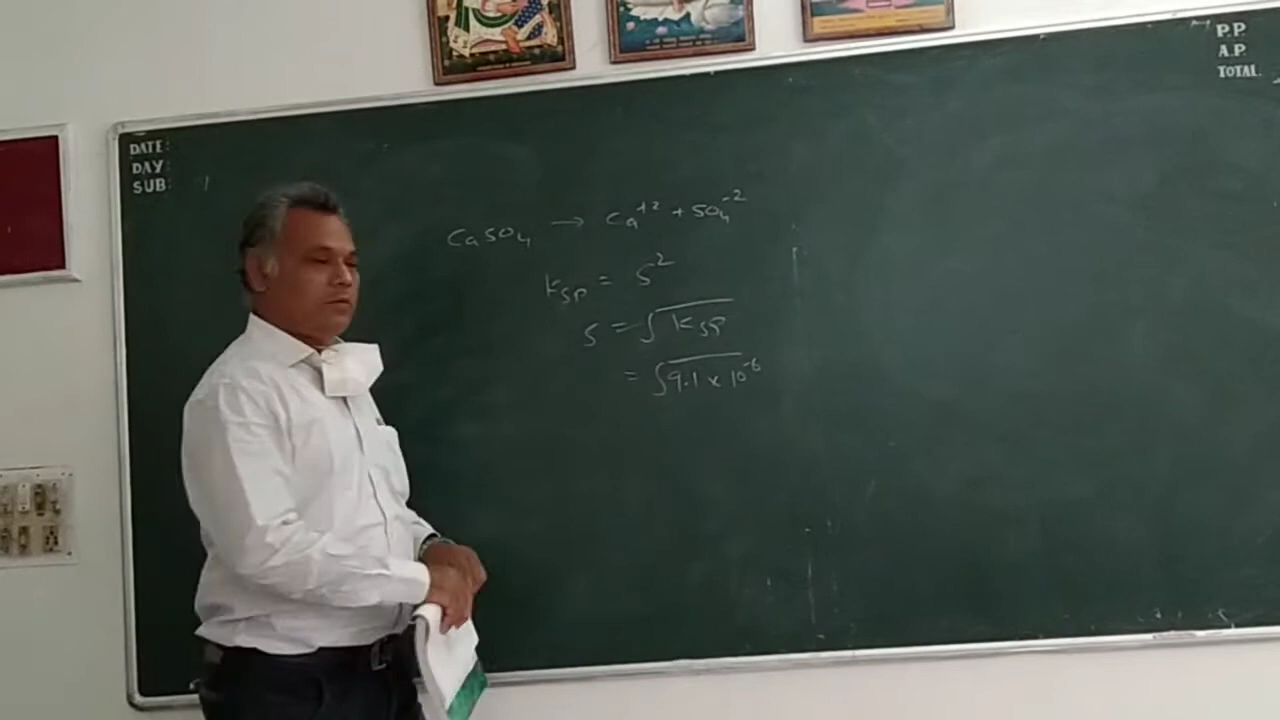 P.P
A.P.
TOTAL.
DATE:
DAY:
SUB:
CaSO₄ → Ca⁺² + SO₄⁻²
Ksp = S²
S = √Ksp
= √9.1 × 10⁻⁶